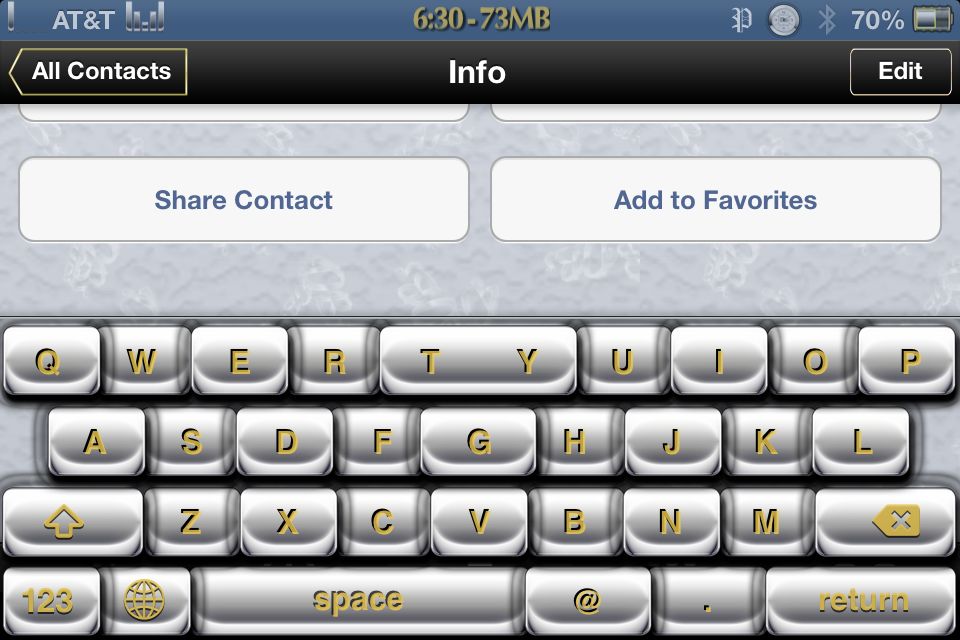 AT&T 6:30-73MB 70%
All Contacts Info Edit
Share Contact Add to Favorites
Q W E R T Y U I O P
A S D F G H J K L
Z X C V B N M
123 space @ . return